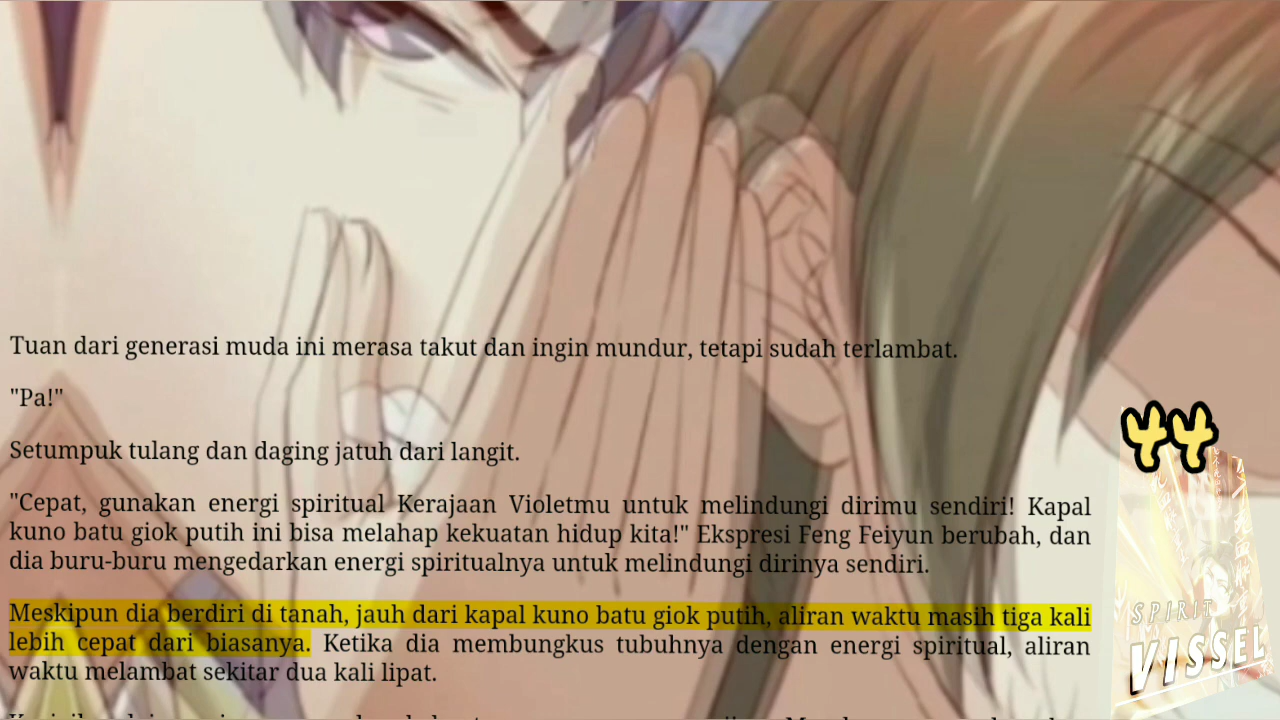 Tuan dari generasi muda ini merasa takut dan ingin mundur, tetapi sudah terlambat.
"Pa!"
Setumpuk tulang dan daging jatuh dari langit.
"Cepat, gunakan energi spiritual Kerajaan Violetmu untuk melindungi dirimu sendiri! Kapal
kuno batu giok putih ini bisa melahap kekuatan hidup kita!" Ekspresi Feng Feiyun berubah, dan
dia buru-buru mengedarkan energi spiritualnya untuk melindungi dirinya sendiri.
Meskipun dia berdiri di tanah, jauh dari kapal kuno batu giok putih, aliran waktu masih tiga kali
lebih cepat dari biasanya. Ketika dia membungkus tubuhnya dengan energi spiritual, aliran
waktu melambat sekitar dua kali lipat.
44
SPIRIT
VISSEL